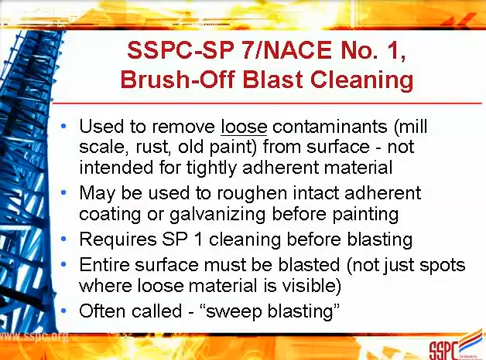 SSPC-SP 7/NACE No. 1,
Brush-Off Blast Cleaning
• Used to remove loose contaminants (mill
scale, rust, old paint) from surface - not
intended for tightly adherent material
• May be used to roughen intact adherent
coating or galvanizing before painting
• Requires SP 1 cleaning before blasting
• Entire surface must be blasted (not just spots
where loose material is visible)
• Often called - “sweep blasting”
www.sspc.org
SSPC